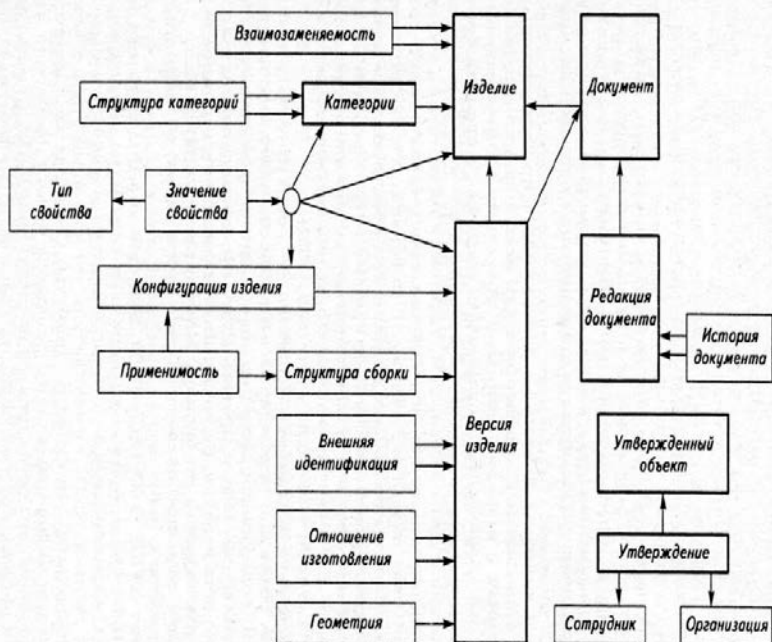 Взаимозаменяемость
Изделие
Документ
Структура категорий
Категории
Тип
свойства
Значение
свойства
Конфигурация изделия
Редакция
документа
История
документа
Применимость
Структура сборки
Версия
изделия
Внешняя
идентификация
Утвержденный
объект
Отношение
изготовления
Утверждение
Геометрия
Сотрудник
Организация